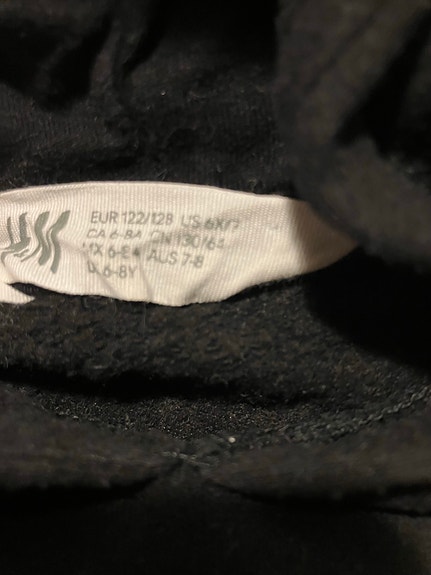 EUR 122/128 US 6X/7
CA 6-8A CN 130/64
MX 6-8A AUS 7-8
6-8Y